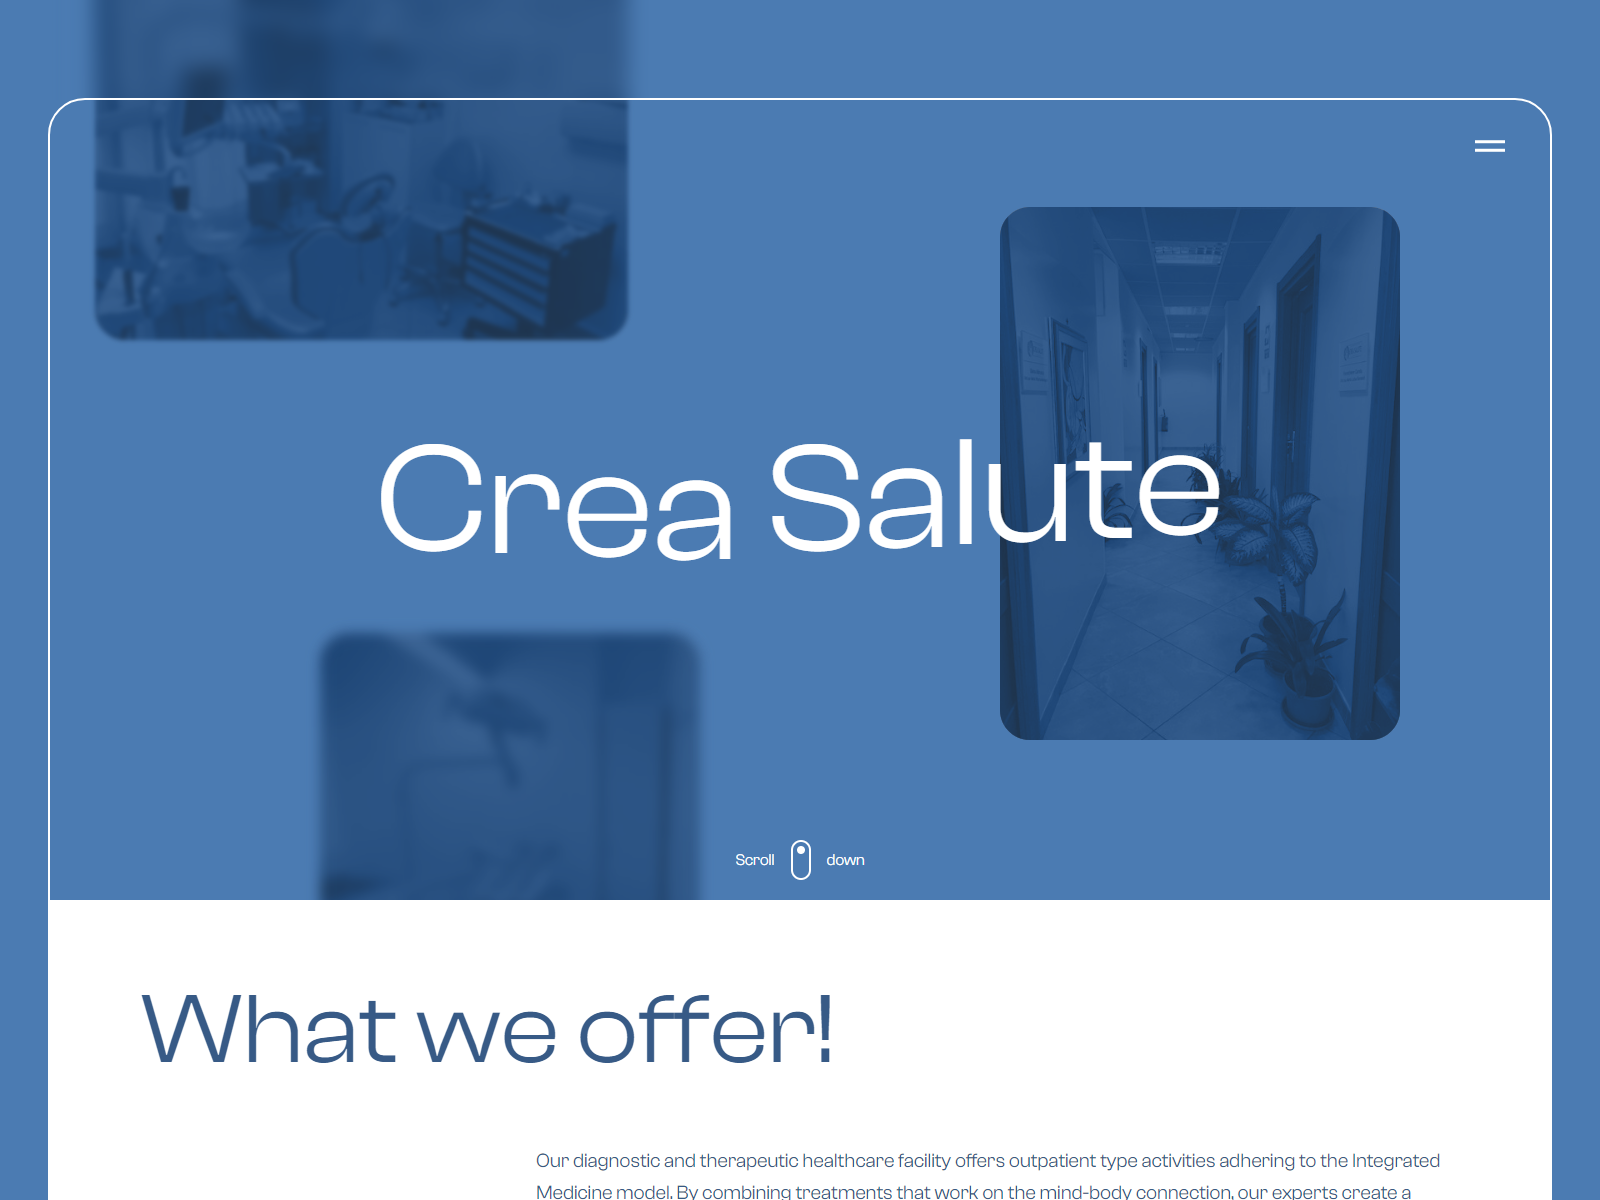 Crea Salute
Scroll down
What we offer!
Our diagnostic and therapeutic healthcare facility offers outpatient type activities adhering to the Integrated
Medicine model. By combining treatments that work on the mind-body connection, our experts create a